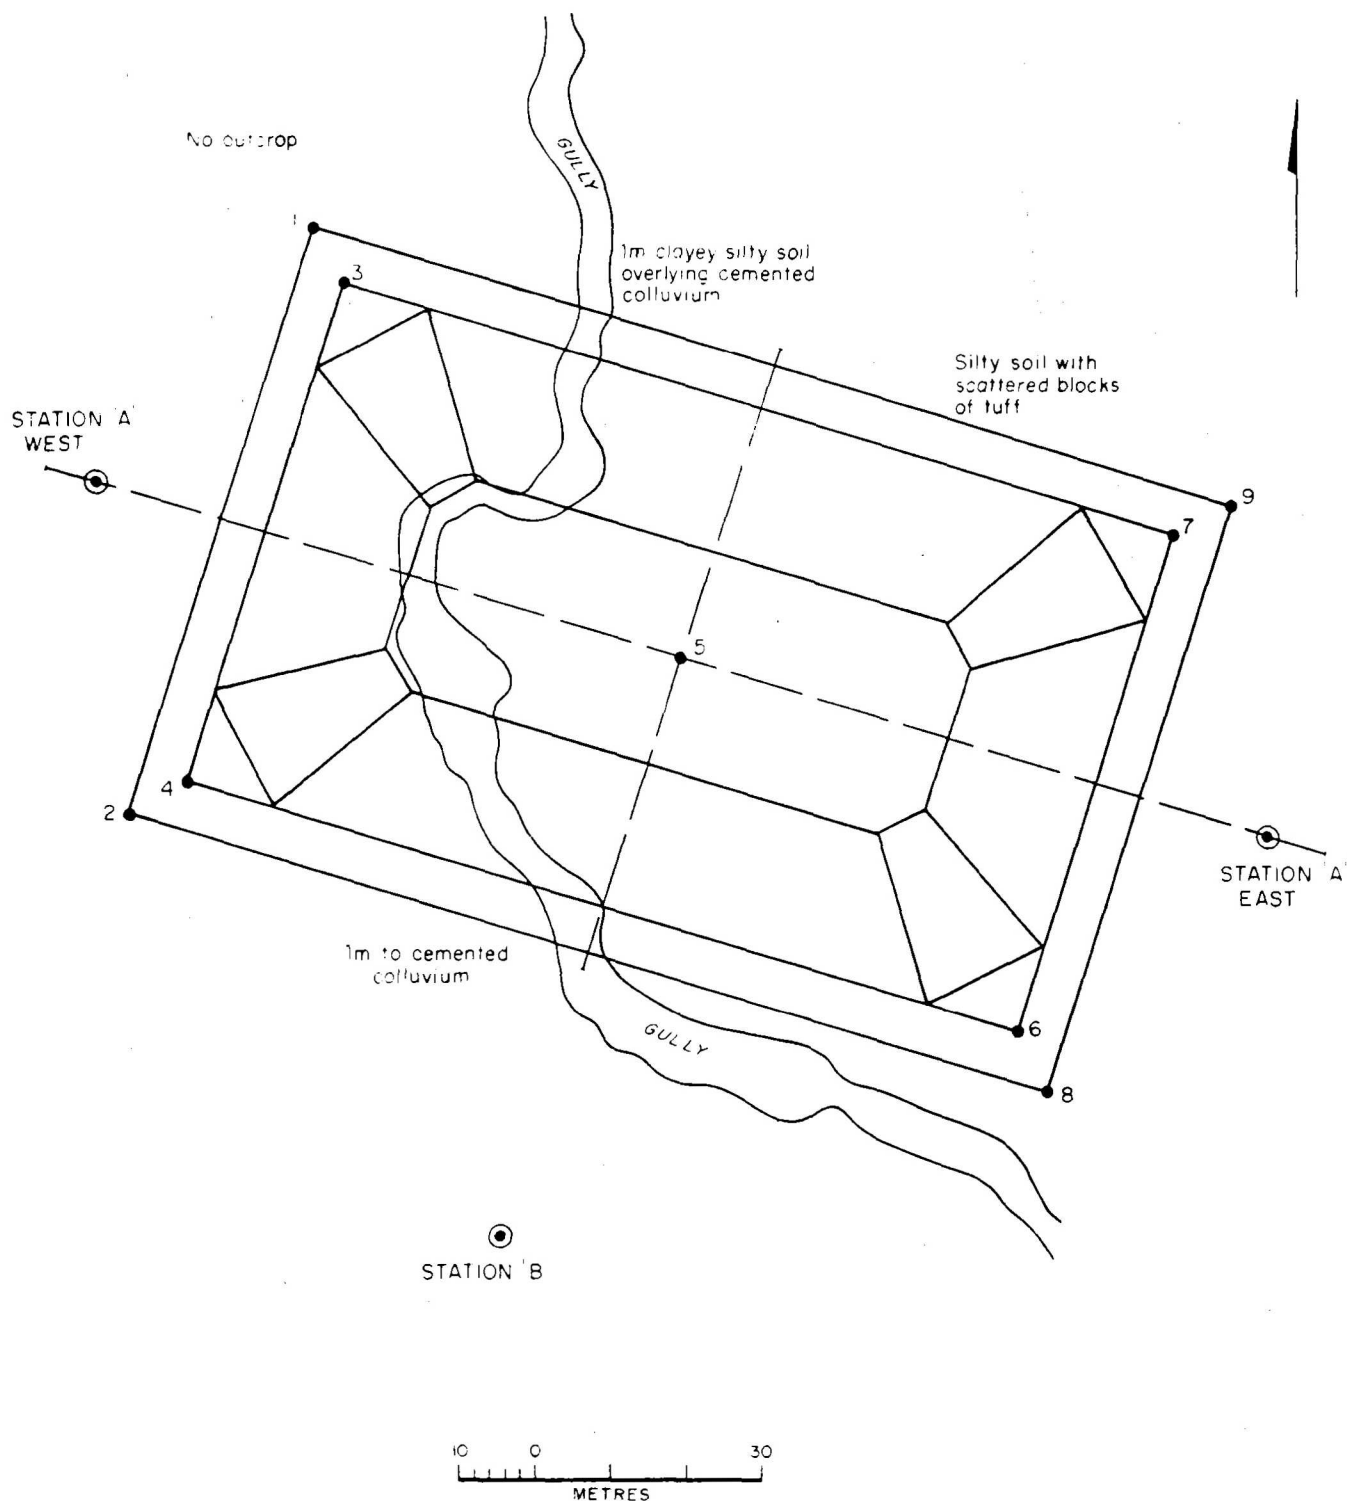 No outcrop
GULLY
1
3
1m clayey silty soil
overlying cemented
colluvium
Silty soil with
scattered blocks
of tuff
STATION 'A'
WEST
9
7
5
4
2
STATION 'A'
EAST
1m to cemented
colluvium
6
GULLY
8
STATION 'B
10 0 30
METRES